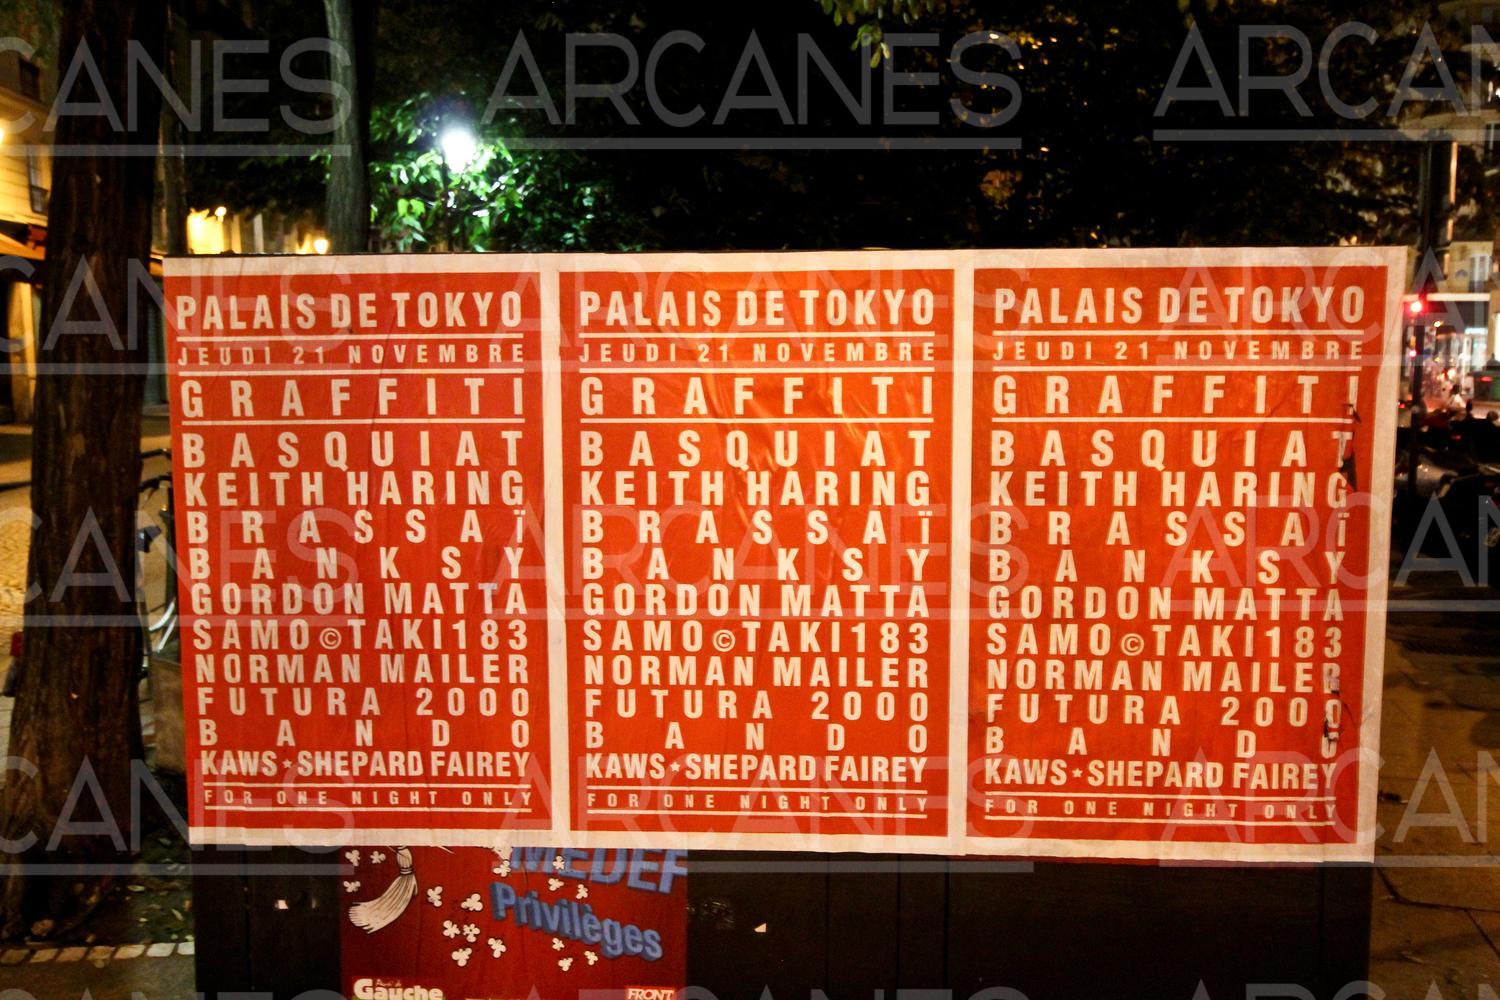 ARCANES
PALAIS DE TOKYO
JEUDI 21 NOVEMBRE
GRAFFITI
BASQUIAT
KEITH HARING
BRASSAÏ
BANKSY
GORDON MATTA
SAMO©TAKI183
NORMAN MAILER
FUTURA 2000
BANDO
KAWS★SHEPARD FAIREY
FOR ONE NIGHT ONLY
PALAIS DE TOKYO
JEUDI 21 NOVEMBRE
GRAFFITI
BASQUIAT
KEITH HARING
BRASSAÏ
BANKSY
GORDON MATTA
SAMO©TAKI183
NORMAN MAILER
FUTURA 2000
BANDO
KAWS★SHEPARD FAIREY
FOR ONE NIGHT ONLY
PALAIS DE TOKYO
JEUDI 21 NOVEMBRE
GRAFFITI
BASQUIAT
KEITH HARING
BRASSAÏ
BANKSY
GORDON MATTA
SAMO©TAKI183
NORMAN MAILER
FUTURA 2000
BANDO
KAWS★SHEPARD FAIREY
FOR ONE NIGHT ONLY
MEDEF
Privilèges
Gauche
FRONT